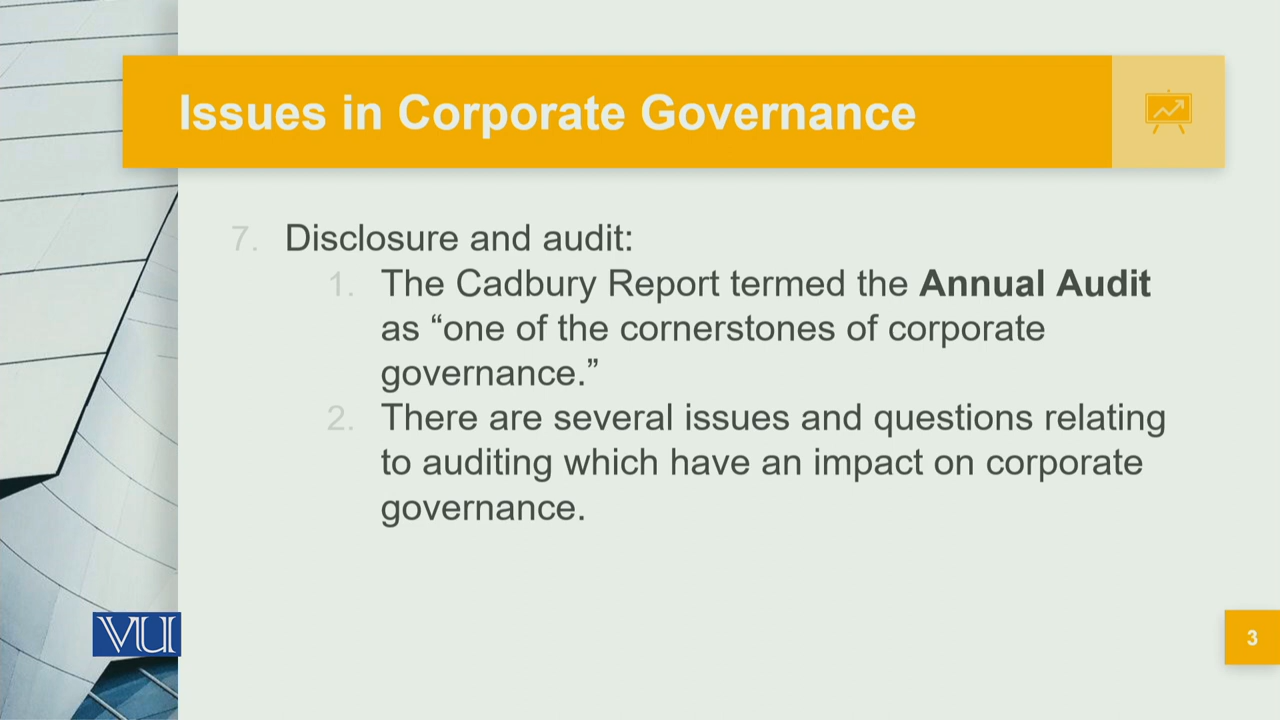 Issues in Corporate Governance
7. Disclosure and audit:
1. The Cadbury Report termed the Annual Audit
as “one of the cornerstones of corporate
governance.”
2. There are several issues and questions relating
to auditing which have an impact on corporate
governance.
VU
3